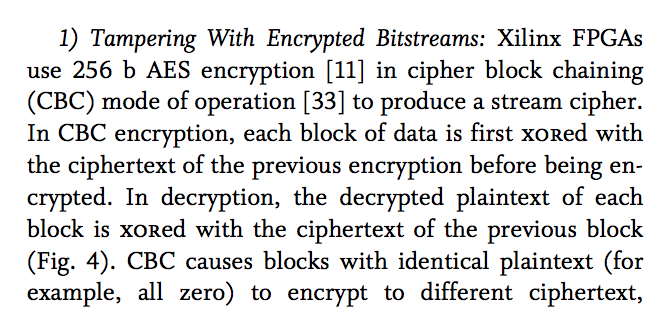 1) Tampering With Encrypted Bitstreams: Xilinx FPGAs
use 256 b AES encryption [11] in cipher block chaining
(CBC) mode of operation [33] to produce a stream cipher.
In CBC encryption, each block of data is first XORed with
the ciphertext of the previous encryption before being en-
crypted. In decryption, the decrypted plaintext of each
block is XORed with the ciphertext of the previous block
(Fig. 4). CBC causes blocks with identical plaintext (for
example, all zero) to encrypt to different ciphertext,